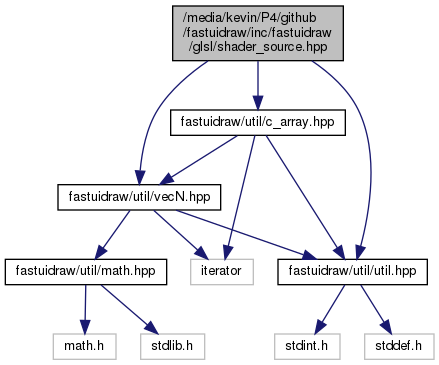 /media/kevin/P4/github
/fastuidraw/inc/fastuidraw
/glsl/shader_source.hpp
fastuidraw/util/c_array.hpp
fastuidraw/util/vecN.hpp
fastuidraw/util/math.hpp
iterator
fastuidraw/util/util.hpp
math.h
stdlib.h
stdint.h
stddef.h